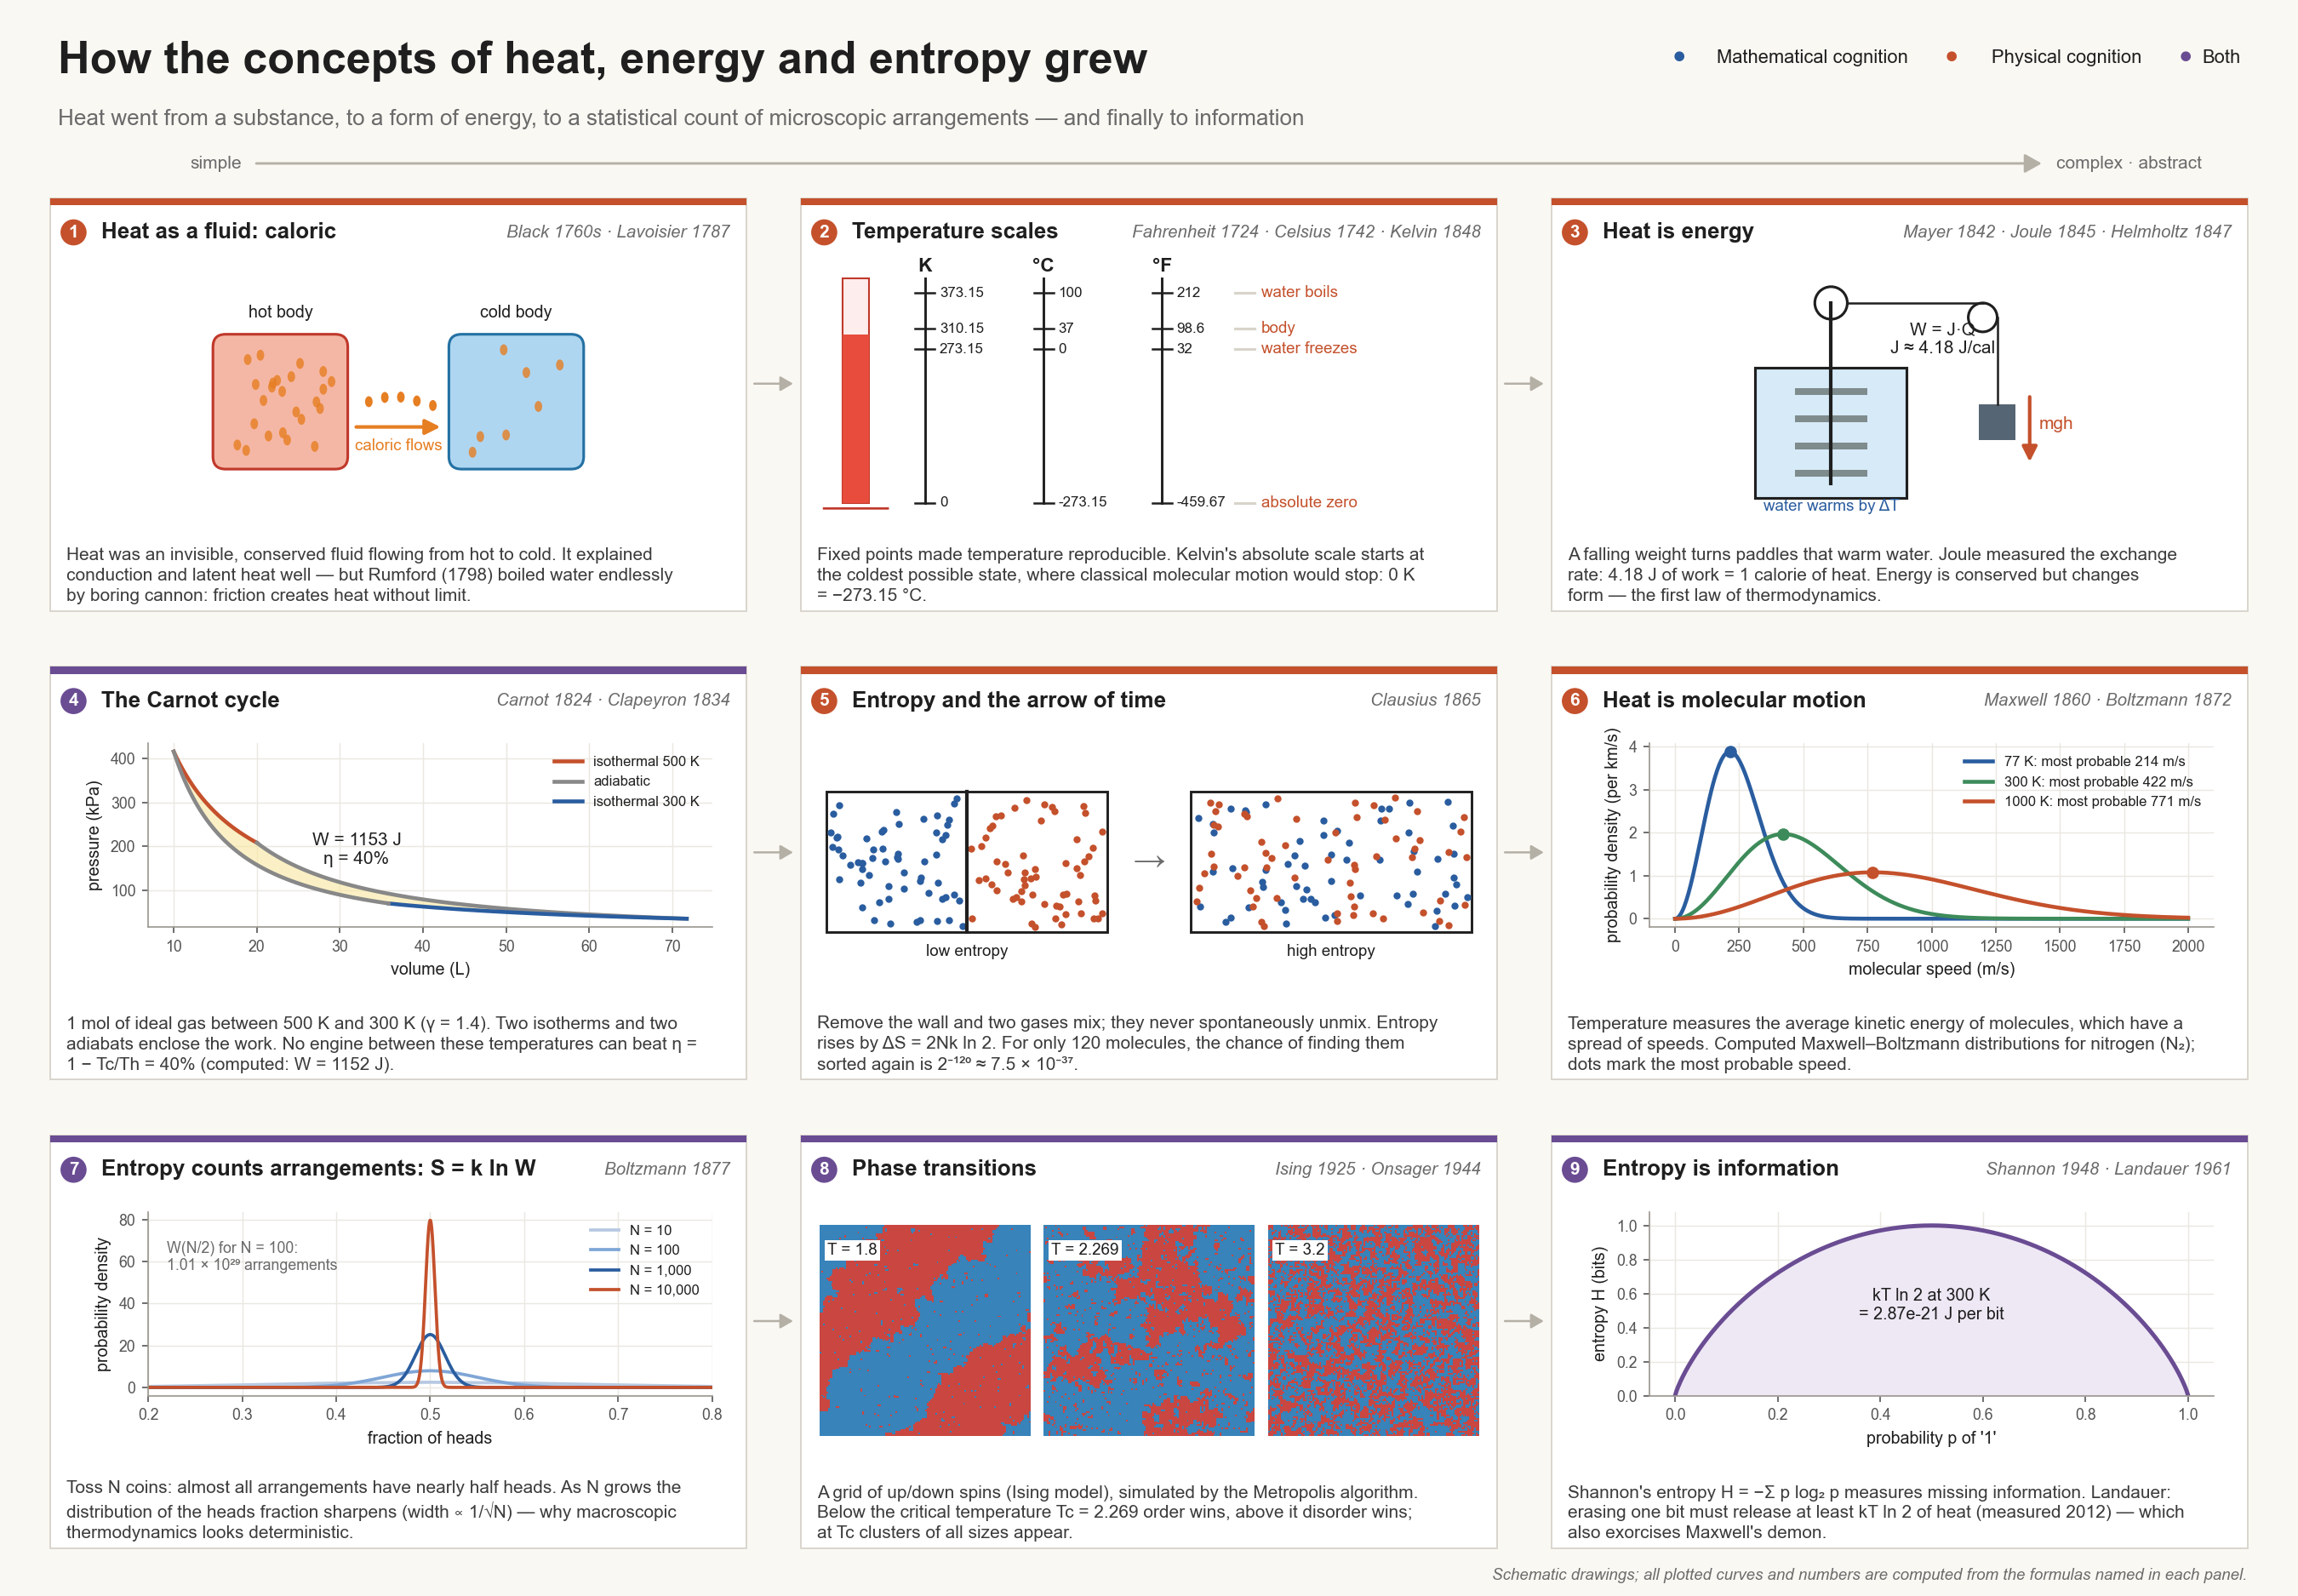 How the concepts of heat, energy and entropy grew
Mathematical cognition
Physical cognition
Both
Heat went from a substance, to a form of energy, to a statistical count of microscopic arrangements — and finally to information
simple
complex · abstract
1
Heat as a fluid: caloric
Black 1760s · Lavoisier 1787
hot body
cold body
caloric flows
Heat was an invisible, conserved fluid flowing from hot to cold. It explained
conduction and latent heat well — but Rumford (1798) boiled water endlessly
by boring cannon: friction creates heat without limit.
2
Temperature scales
Fahrenheit 1724 · Celsius 1742 · Kelvin 1848
K
°C
°F
373.15
100
212
water boils
310.15
37
98.6
body
273.15
0
32
water freezes
0
-273.15
-459.67
absolute zero
Fixed points made temperature reproducible. Kelvin's absolute scale starts at
the coldest possible state, where classical molecular motion would stop: 0 K
= −273.15 °C.
3
Heat is energy
Mayer 1842 · Joule 1845 · Helmholtz 1847
W = J·Q
J ≈ 4.18 J/cal
mgh
water warms by ΔT
A falling weight turns paddles that warm water. Joule measured the exchange
rate: 4.18 J of work = 1 calorie of heat. Energy is conserved but changes
form — the first law of thermodynamics.
4
The Carnot cycle
Carnot 1824 · Clapeyron 1834
pressure (kPa)
400
300
200
100
isothermal 500 K
adiabatic
isothermal 300 K
W = 1153 J
η = 40%
10
20
30
40
50
60
70
volume (L)
1 mol of ideal gas between 500 K and 300 K (γ = 1.4). Two isotherms and two
adiabats enclose the work. No engine between these temperatures can beat η =
1 − Tc/Th = 40% (computed: W = 1152 J).
5
Entropy and the arrow of time
Clausius 1865
→
low entropy
high entropy
Remove the wall and two gases mix; they never spontaneously unmix. Entropy
rises by ΔS = 2Nk ln 2. For only 120 molecules, the chance of finding them
sorted again is 2⁻¹²⁰ ≈ 7.5 × 10⁻³⁷.
6
Heat is molecular motion
Maxwell 1860 · Boltzmann 1872
probability density (per km/s)
4
3
2
1
0
77 K: most probable 214 m/s
300 K: most probable 422 m/s
1000 K: most probable 771 m/s
0
250
500
750
1000
1250
1500
1750
2000
molecular speed (m/s)
Temperature measures the average kinetic energy of molecules, which have a
spread of speeds. Computed Maxwell–Boltzmann distributions for nitrogen (N₂);
dots mark the most probable speed.
7
Entropy counts arrangements: S = k ln W
Boltzmann 1877
probability density
80
60
40
20
0
W(N/2) for N = 100:
1.01 × 10²⁹ arrangements
N = 10
N = 100
N = 1,000
N = 10,000
0.2
0.3
0.4
0.5
0.6
0.7
0.8
fraction of heads
Toss N coins: almost all arrangements have nearly half heads. As N grows the
distribution of the heads fraction sharpens (width ∝ 1/√N) — why macroscopic
thermodynamics looks deterministic.
8
Phase transitions
Ising 1925 · Onsager 1944
T = 1.8
T = 2.269
T = 3.2
A grid of up/down spins (Ising model), simulated by the Metropolis algorithm.
Below the critical temperature Tc = 2.269 order wins, above it disorder wins;
at Tc clusters of all sizes appear.
9
Entropy is information
Shannon 1948 · Landauer 1961
entropy H (bits)
1.0
0.8
0.6
0.4
0.2
0.0
kT ln 2 at 300 K
= 2.87e-21 J per bit
0.0
0.2
0.4
0.6
0.8
1.0
probability p of '1'
Shannon's entropy H = −Σ p log₂ p measures missing information. Landauer:
erasing one bit must release at least kT ln 2 of heat (measured 2012) — which
also exorcises Maxwell's demon.
Schematic drawings; all plotted curves and numbers are computed from the formulas named in each panel.